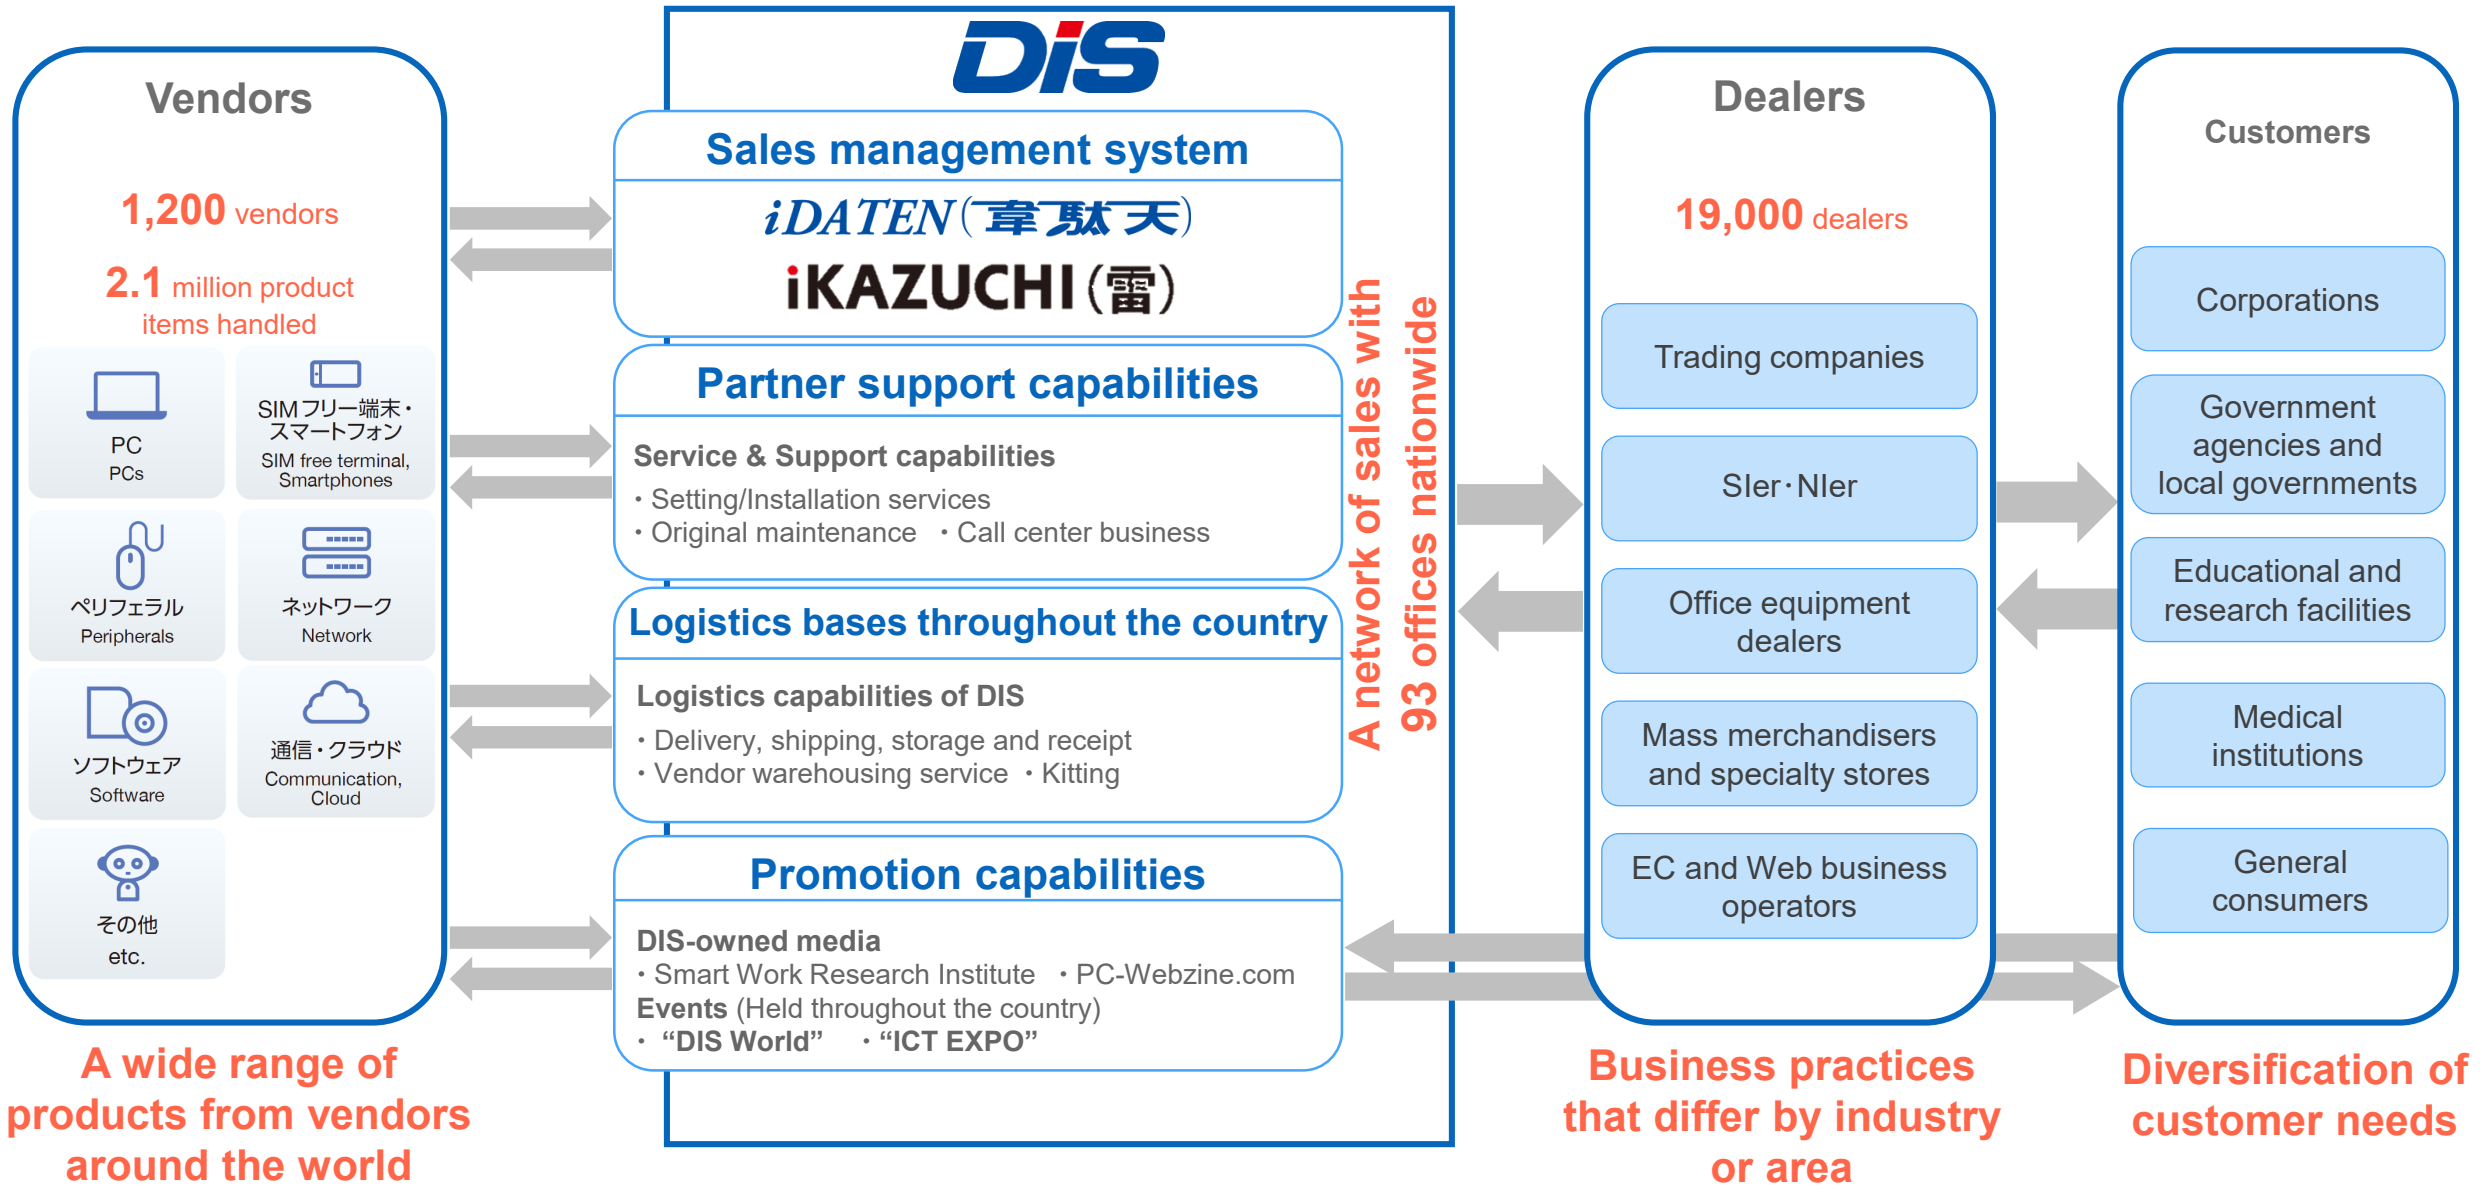 Vendors
1,200 vendors
2.1 million product
items handled
PC
PCs
SIMフリー端末・
スマートフォン
SIM free terminal,
Smartphones
ペリフェラル
Peripherals
ネットワーク
Network
ソフトウェア
Software
通信・クラウド
Communication,
Cloud
その他
etc.
A wide range of
products from vendors
around the world
DiS
Sales management system
iDATEN(韋駄天)
iKAZUCHI(雷)
Partner support capabilities
Service & Support capabilities
・Setting/Installation services
・Original maintenance ・Call center business
Logistics bases throughout the country
Logistics capabilities of DIS
・Delivery, shipping, storage and receipt
・Vendor warehousing service ・Kitting
Promotion capabilities
DIS-owned media
・Smart Work Research Institute ・PC-Webzine.com
Events (Held throughout the country)
・ “DIS World” ・“ICT EXPO”
A network of sales with
93 offices nationwide
Dealers
19,000 dealers
Trading companies
SIer・NIer
Office equipment
dealers
Mass merchandisers
and specialty stores
EC and Web business
operators
Business practices
that differ by industry
or area
Customers
Corporations
Government
agencies and
local governments
Educational and
research facilities
Medical
institutions
General
consumers
Diversification of
customer needs